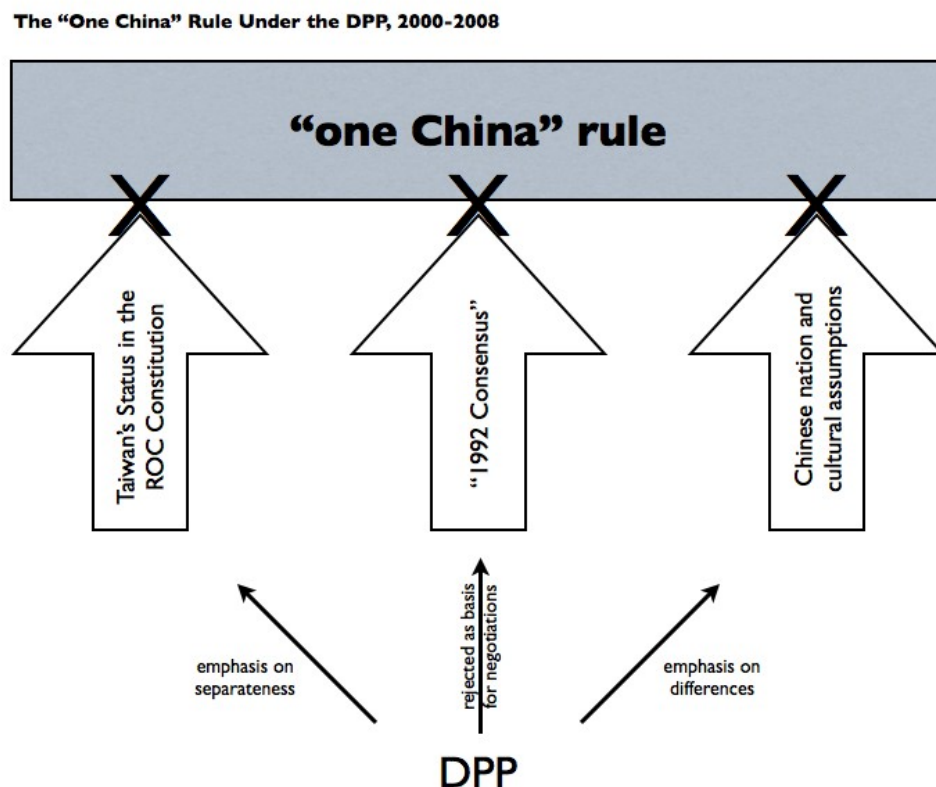 The “One China” Rule Under the DPP, 2000-2008
“one China” rule
X
X
X
Taiwan’s Status in the
ROC Constitution
“1992 Consensus”
Chinese nation and
cultural assumptions
emphasis on
separateness
rejected as basis
for negotiations
emphasis on
differences
DPP